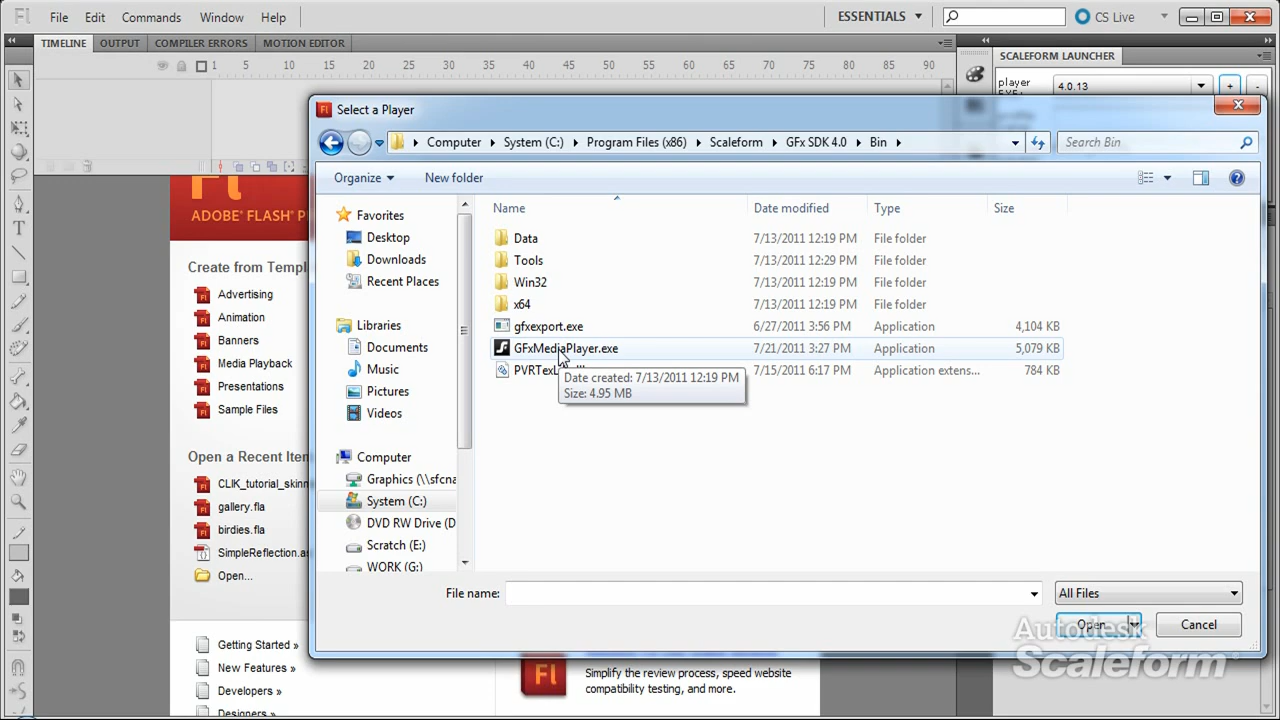 Fl File Edit Commands Window Help ESSENTIALS CS Live
TIMELINE OUTPUT COMPILER ERRORS MOTION EDITOR
1 5 10 15 20 25 30 35 40 45 50 55 60 65 70 75 80 85 90
SCALEFORM LAUNCHER
player
4.0.13 + -
Select a Player
Computer System (C:) Program Files (x86) Scaleform GFx SDK 4.0 Bin
Search Bin
Organize New folder
Name Date modified Type Size
Favorites
Desktop
Downloads
Recent Places
Libraries
Documents
Music
Pictures
Videos
Computer
Graphics (\\sfcna
System (C:)
DVD RW Drive (D
Scratch (E:)
WORK (G:)
Data 7/13/2011 12:19 PM File folder
Tools 7/13/2011 12:29 PM File folder
Win32 7/13/2011 12:19 PM File folder
x64 7/13/2011 12:19 PM File folder
gfxexport.exe 6/27/2011 3:56 PM Application 4,104 KB
GFxMediaPlayer.exe 7/21/2011 3:27 PM Application 5,079 KB
PVRTexL 7/15/2011 6:17 PM Application extens... 784 KB
Date created: 7/13/2011 12:19 PM
Size: 4.95 MB
File name:
All Files
Open Cancel
ADOBE® FLASH® P
Create from Temp
Advertising
Animation
Banners
Media Playback
Presentations
Sample Files
Open a Recent Iten
CLIK_tutorial_skinn
gallery.fla
birdies.fla
SimpleReflection.as
Open...
Getting Started »
New Features »
Developers »
Designers »
Fl
Simplify the review process, speed website
compatibility testing, and more.
Autodesk
Scaleform